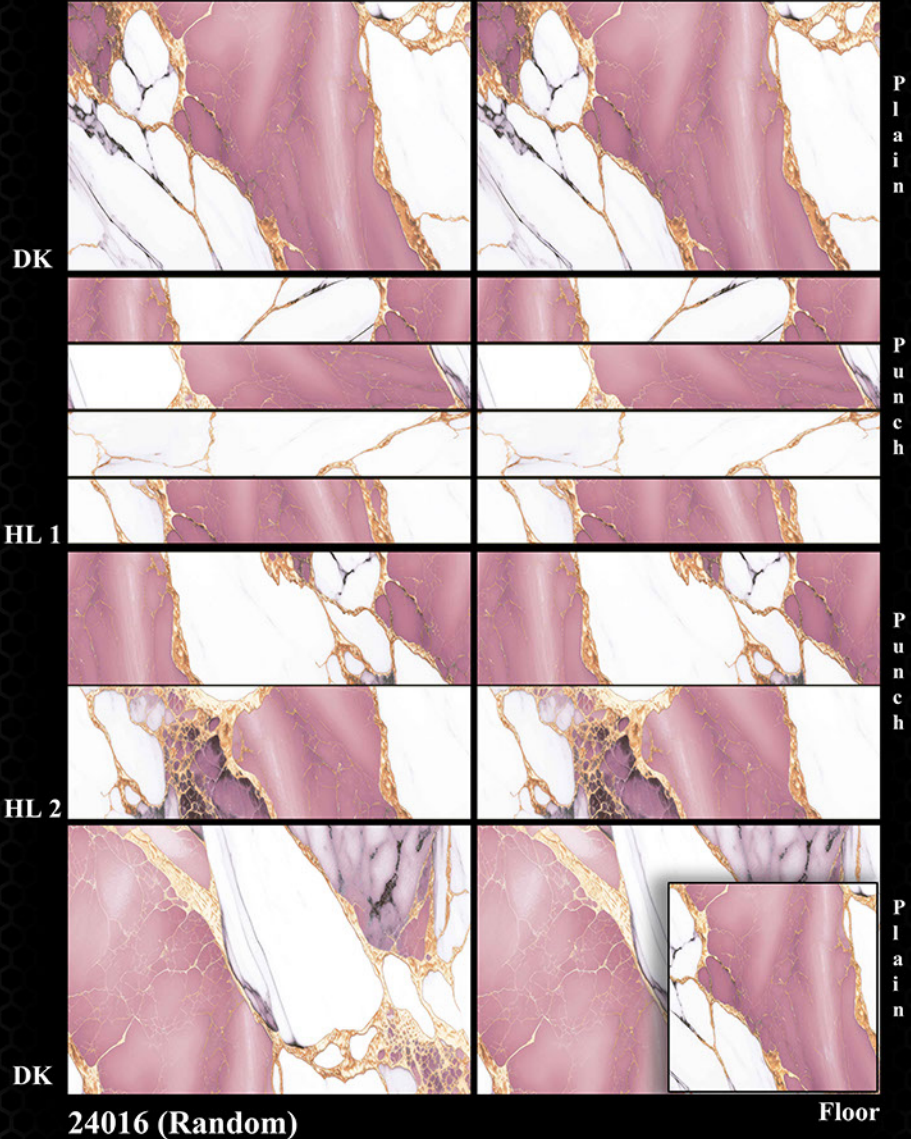 Plain
DK
Punch
HL 1
Punch
HL 2
Plain
DK
24016 (Random)
Floor